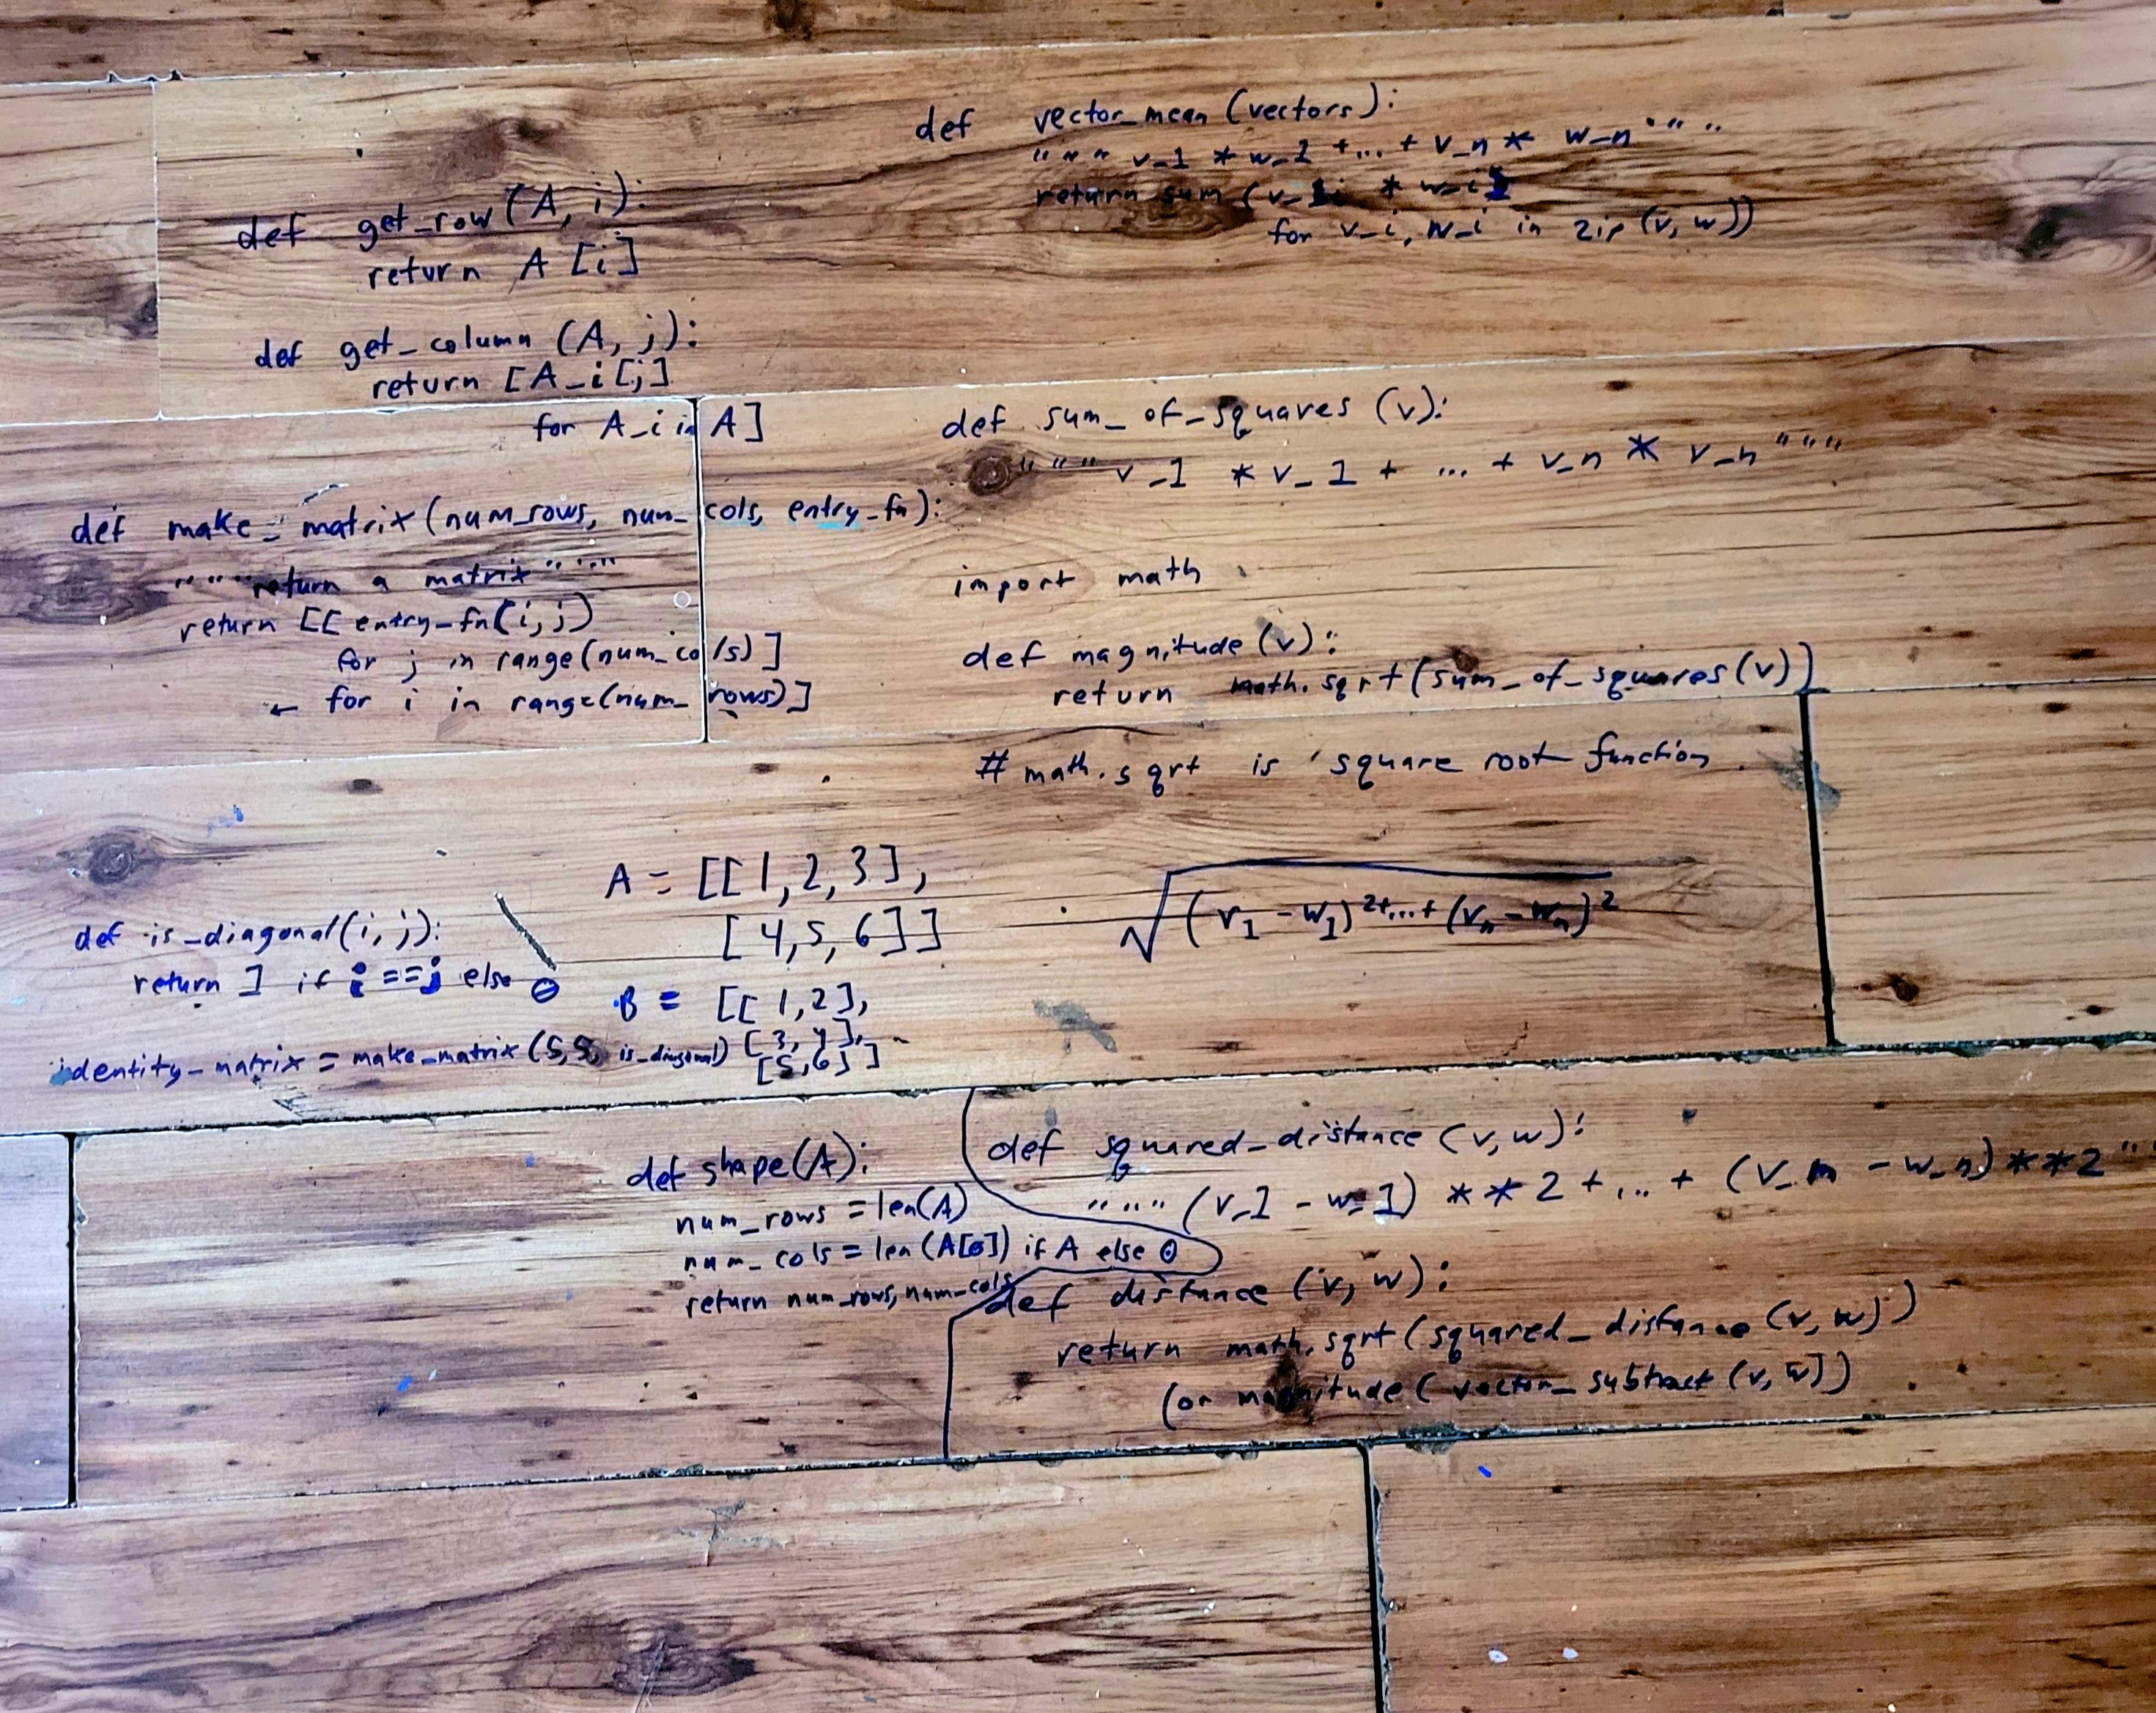 def get_row(A, i):
return A [i]
def get_column (A, j):
return [A_i[j]
for A_i in A]
def make_matrix(num_rows, num_cols, entry_fn):
""" return a matrix """
return [[ entry_fn(i, j)
for j in range(num_cols)]
← for i in range(num_rows)]
def is_diagonal(i, j):
return 1 if i ==j else 0
identity_matrix = make_matrix (5, 5, is_diagonal)
A = [[1, 2, 3],
[4, 5, 6]]
B = [[ 1, 2],
[3, 4],
[5, 6]]
def shape(A):
num_rows = len(A)
num_cols = len (A[0]) if A else 0
return num_rows, num_cols
def vector_mean (vectors):
""" v_1 * w_1 +... + v_n * w_n """
return sum (v_i * w_i
for v_i, w_i in zip (v, w))
def sum_of_squares (v):
""" v_1 * v_1 + ... + v_n * v_n """
import math
def magnitude (v):
return math.sqrt(sum_of_squares(v))
# math.sqrt is square root function.
√(v1 - w1)²+...+ (vn - wn)²
def squared_distance (v, w):
""" (v_1 - w_1) ** 2 +... + (v_n - w_n) **2 "
def distance (v, w):
return math.sqrt (squared_distance (v, w))
(or magnitude ( vector_subtract (v, w))